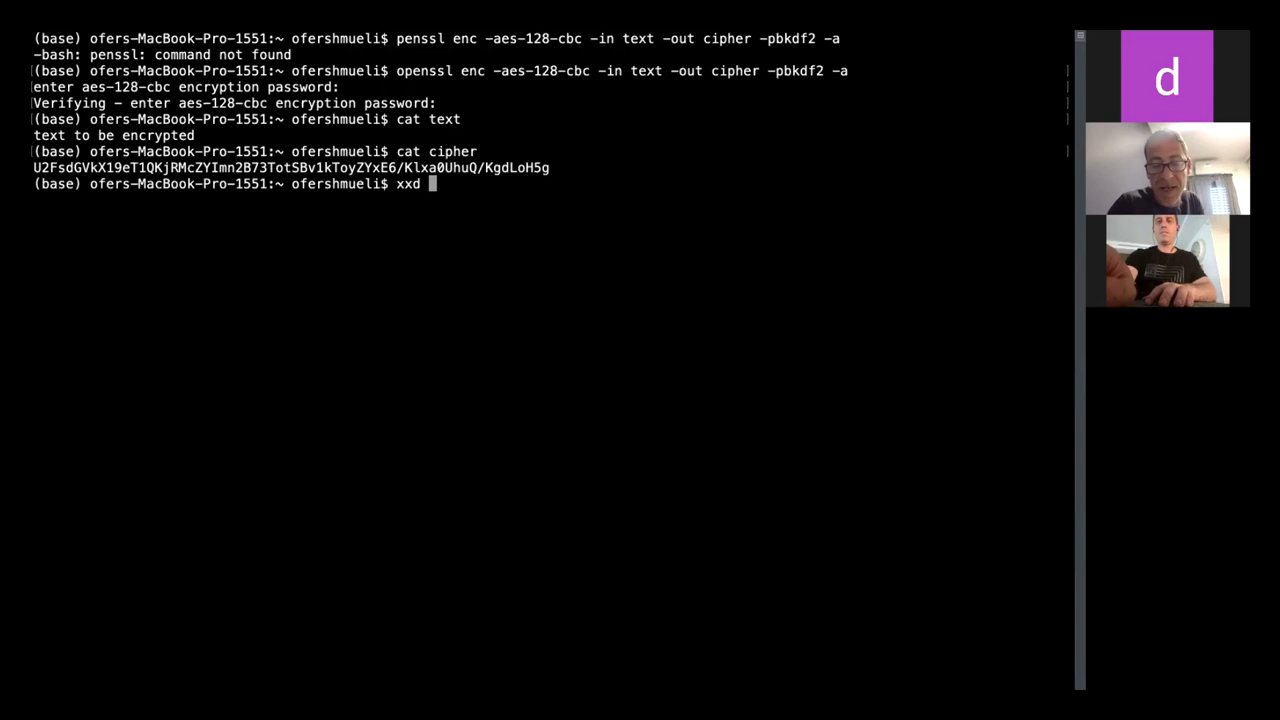 (base) ofers-MacBook-Pro-1551:~ ofershmueli$ penssl enc -aes-128-cbc -in text -out cipher -pbkdf2 -a
-bash: penssl: command not found
[(base) ofers-MacBook-Pro-1551:~ ofershmueli$ openssl enc -aes-128-cbc -in text -out cipher -pbkdf2 -a ]
[enter aes-128-cbc encryption password: ]
[Verifying - enter aes-128-cbc encryption password: ]
[(base) ofers-MacBook-Pro-1551:~ ofershmueli$ cat text ]
text to be encrypted
[(base) ofers-MacBook-Pro-1551:~ ofershmueli$ cat cipher ]
U2FsdGVkX19eT1QKjRMcZYImn2B73TotSBv1kToyZYxE6/Klxa0UhuQ/KgdLoH5g
(base) ofers-MacBook-Pro-1551:~ ofershmueli$ xxd
d